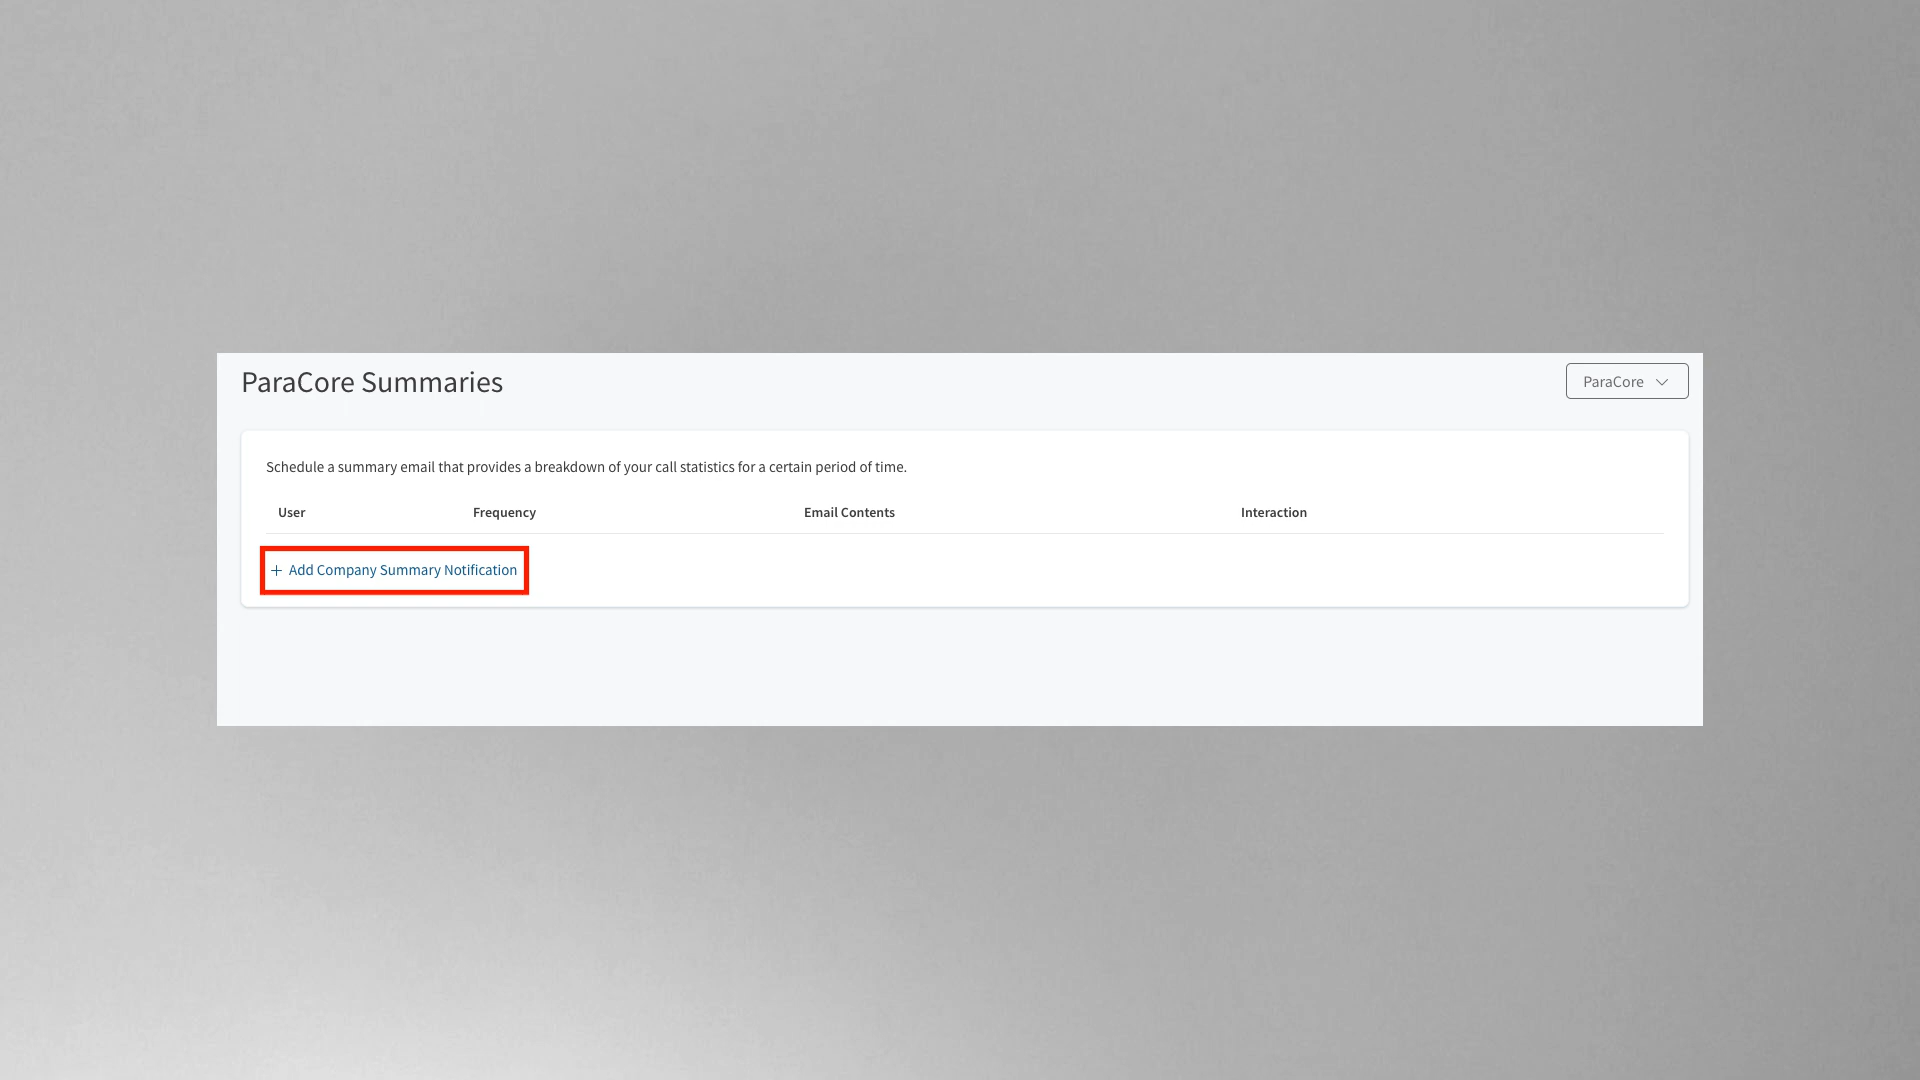 ParaCore Summaries
ParaCore
Schedule a summary email that provides a breakdown of your call statistics for a certain period of time.
User Frequency Email Contents Interaction
+ Add Company Summary Notification